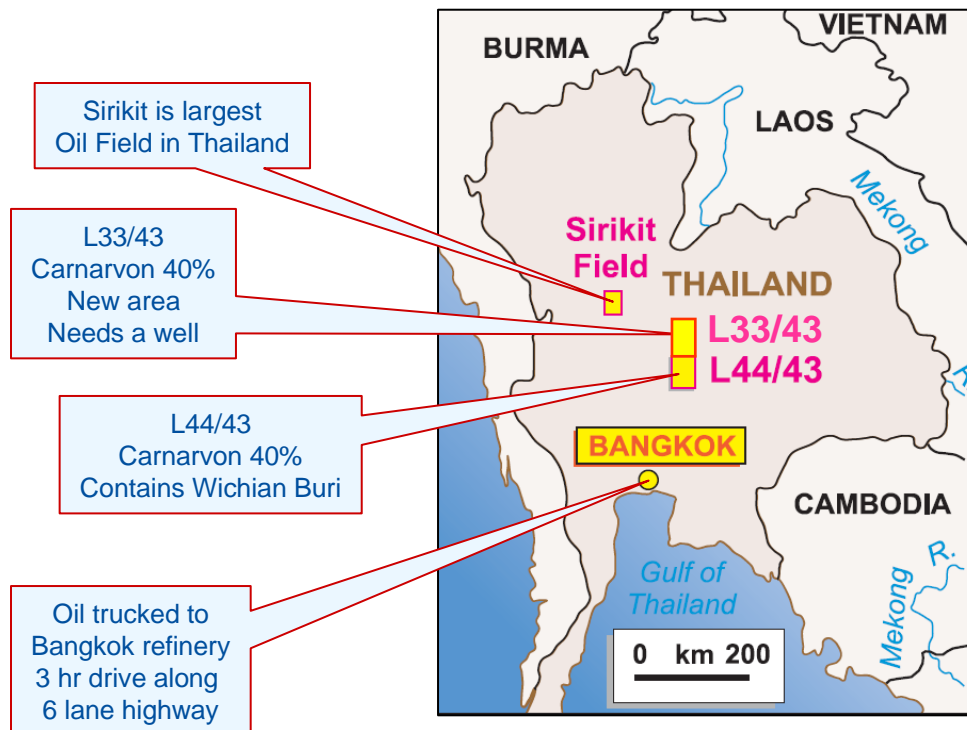 Sirikit is largest
Oil Field in Thailand
L33/43
Carnarvon 40%
New area
Needs a well
L44/43
Carnarvon 40%
Contains Wichian Buri
Oil trucked to
Bangkok refinery
3 hr drive along
6 lane highway
VIETNAM
BURMA
LAOS
Mekong
Sirikit
Field
THAILAND
L33/43
L44/43
R.
BANGKOK
CAMBODIA
Gulf of
Thailand
Mekong
R.
0 km 200